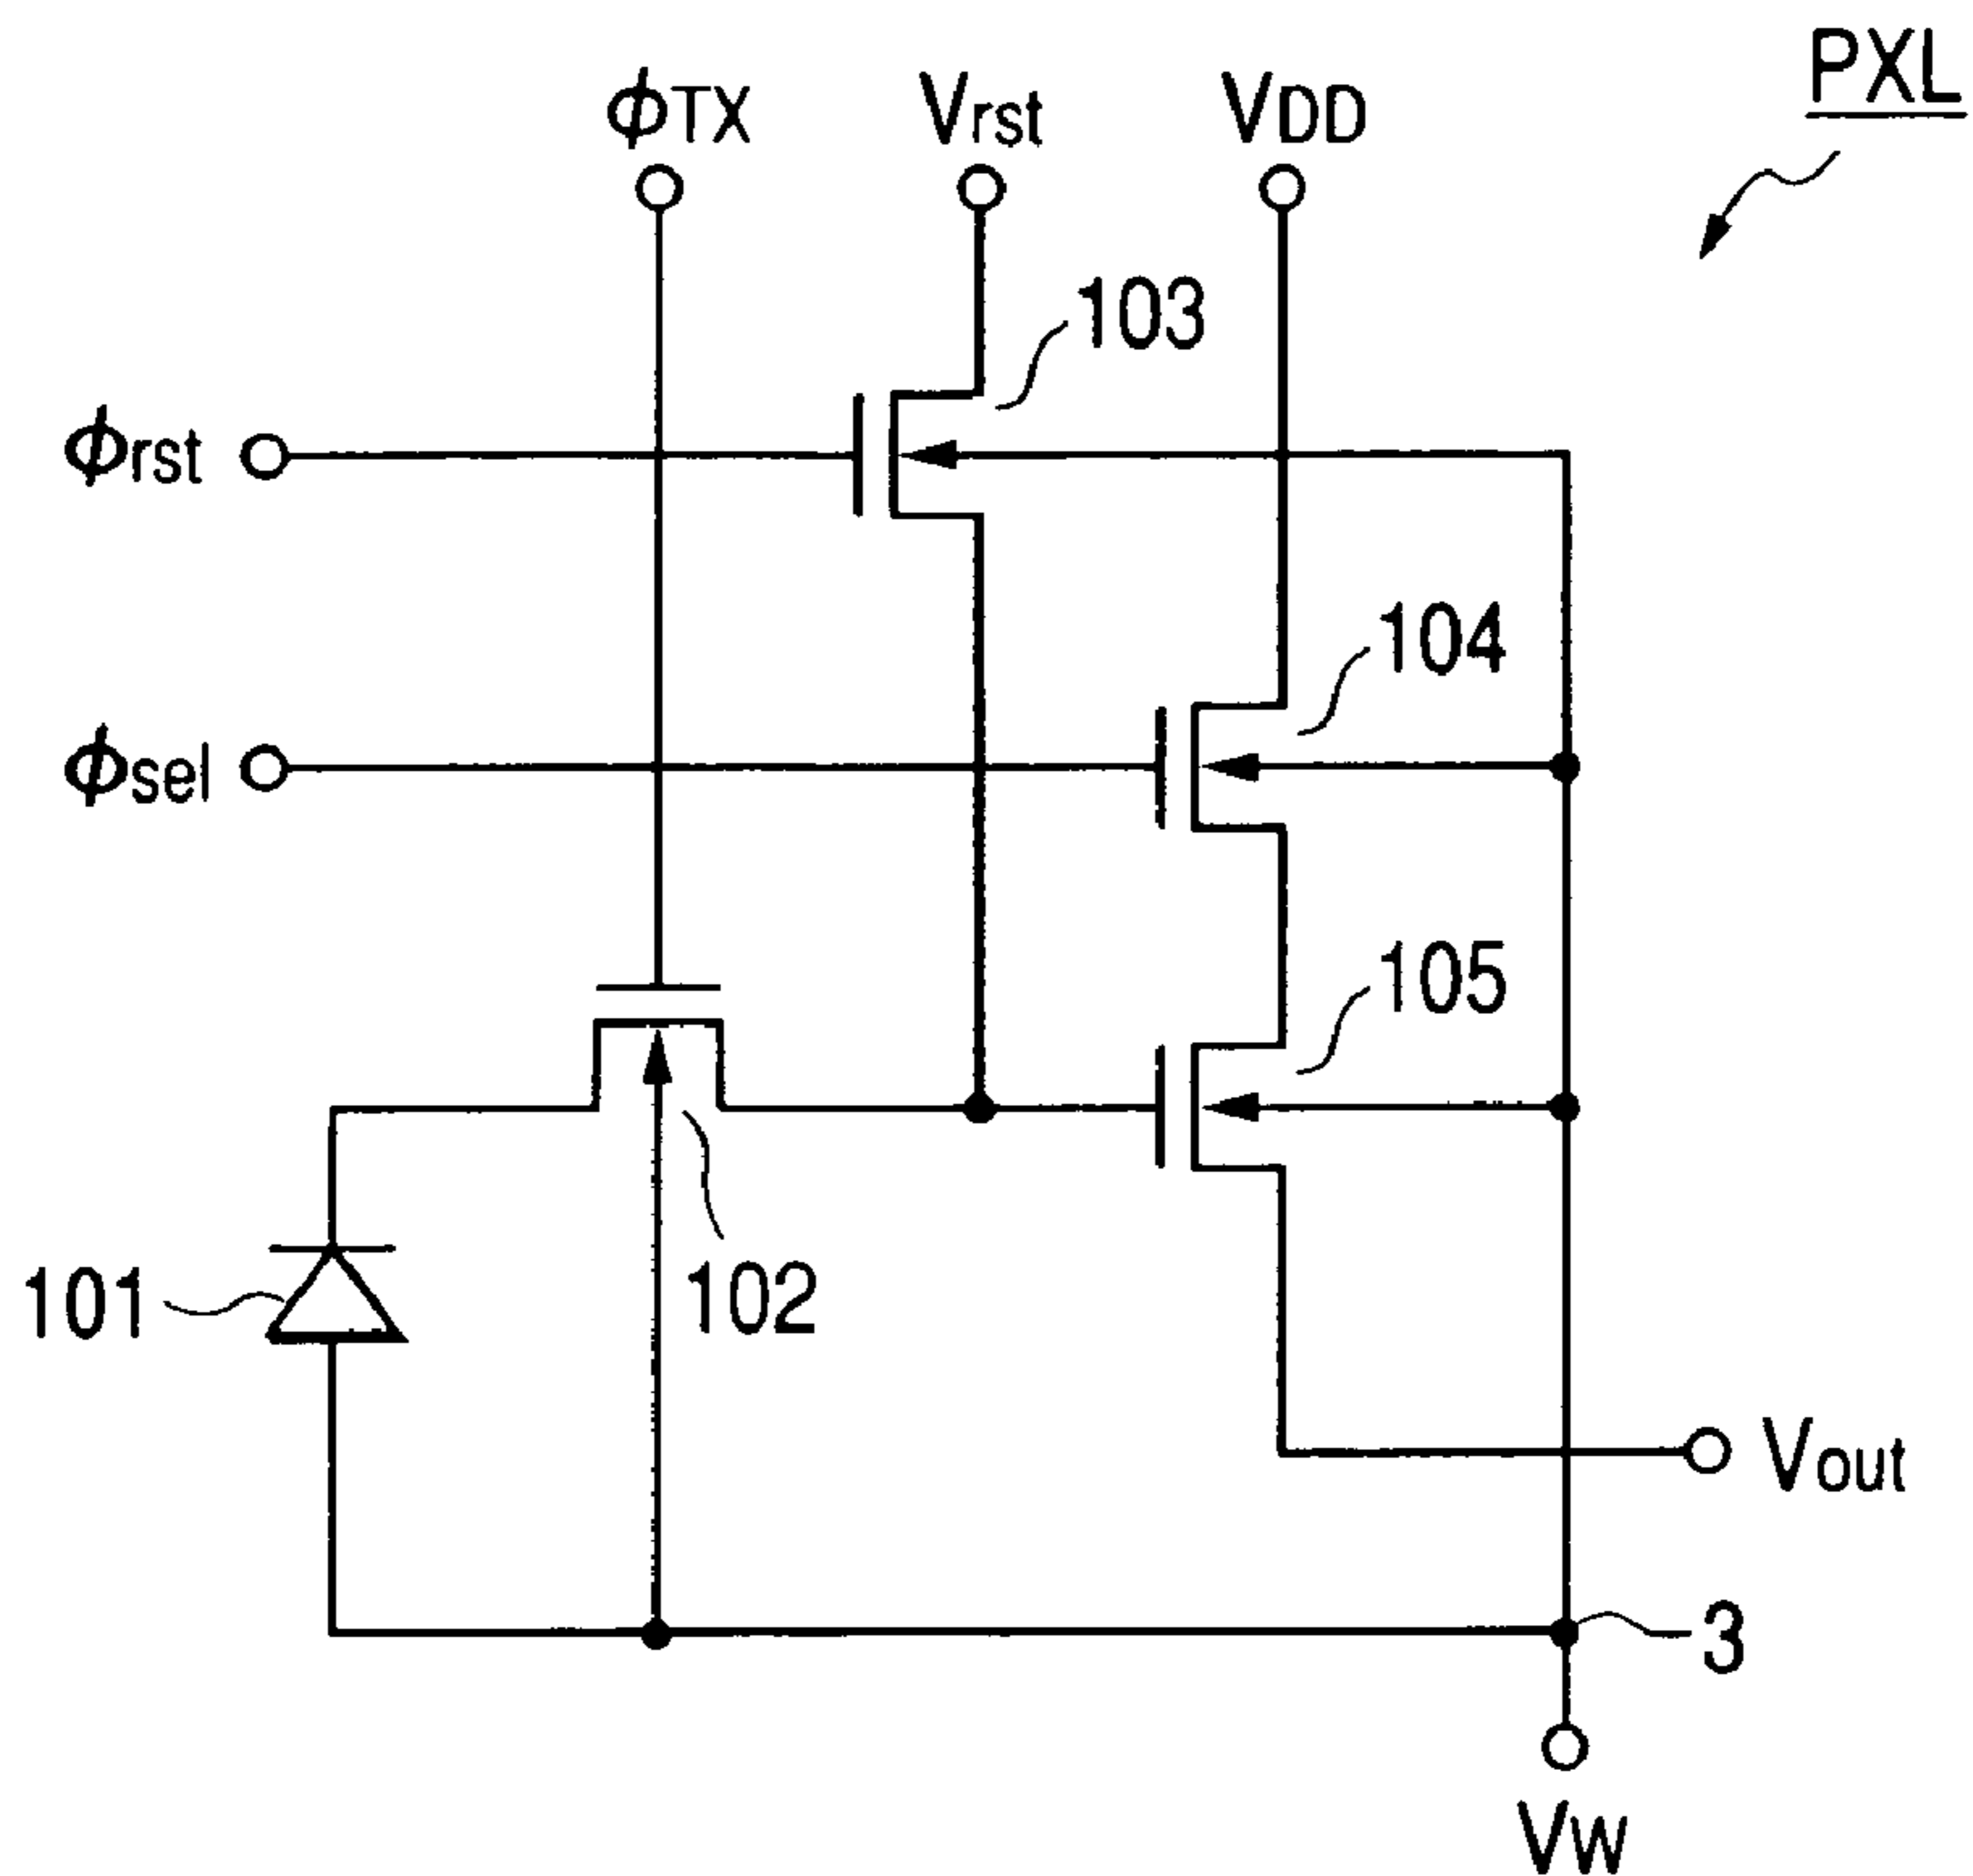 PXL
ϕTX
Vrst
VDD
103
ϕrst
104
ϕsel
105
101
102
Vout
3
VW